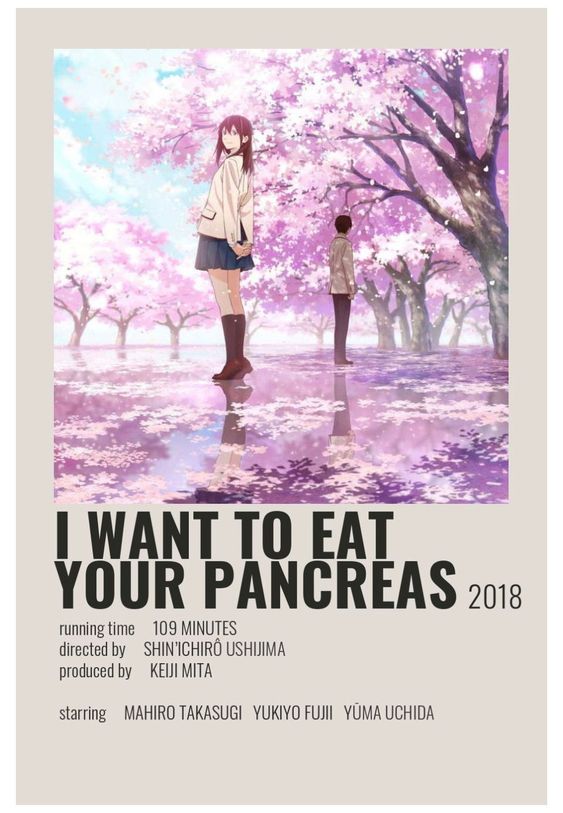 I WANT TO EAT
YOUR PANCREAS 2018
running time 109 MINUTES
directed by SHIN'ICHIRÔ USHIJIMA
produced by KEIJI MITA
starring MAHIRO TAKASUGI YUKIYO FUJII YŪMA UCHIDA